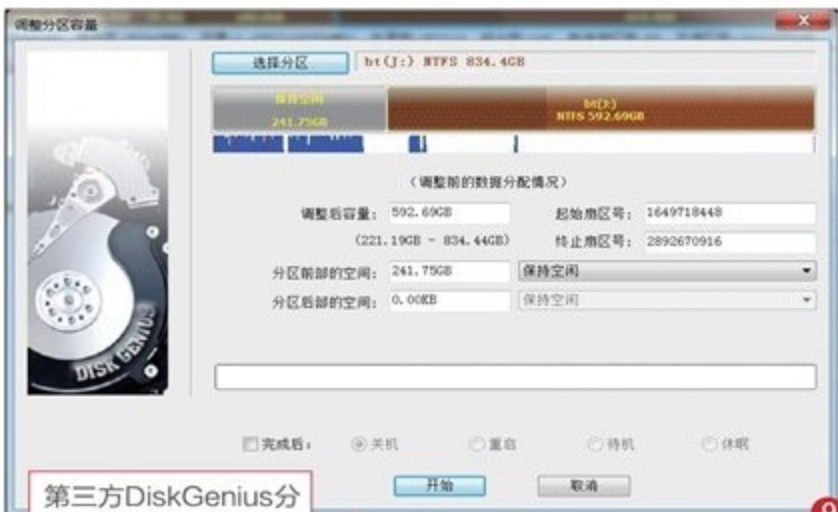 调整分区容量
选择分区 bt(J:) NTFS 834.4GB
保持空闲 bt(J:)
241.75GB NTFS 592.69GB
(调整前的数据分配情况)
调整后容量: 592.69GB 起始扇区号: 1649718448
(221.19GB - 834.44GB) 终止扇区号: 2892670916
分区前部的空间: 241.75GB 保持空闲
分区后部的空间: 0.00KB 保持空闲
DISK GENIUS
完成后: 关机 重启 待机 休眠
开始 取消
第三方DiskGenius分